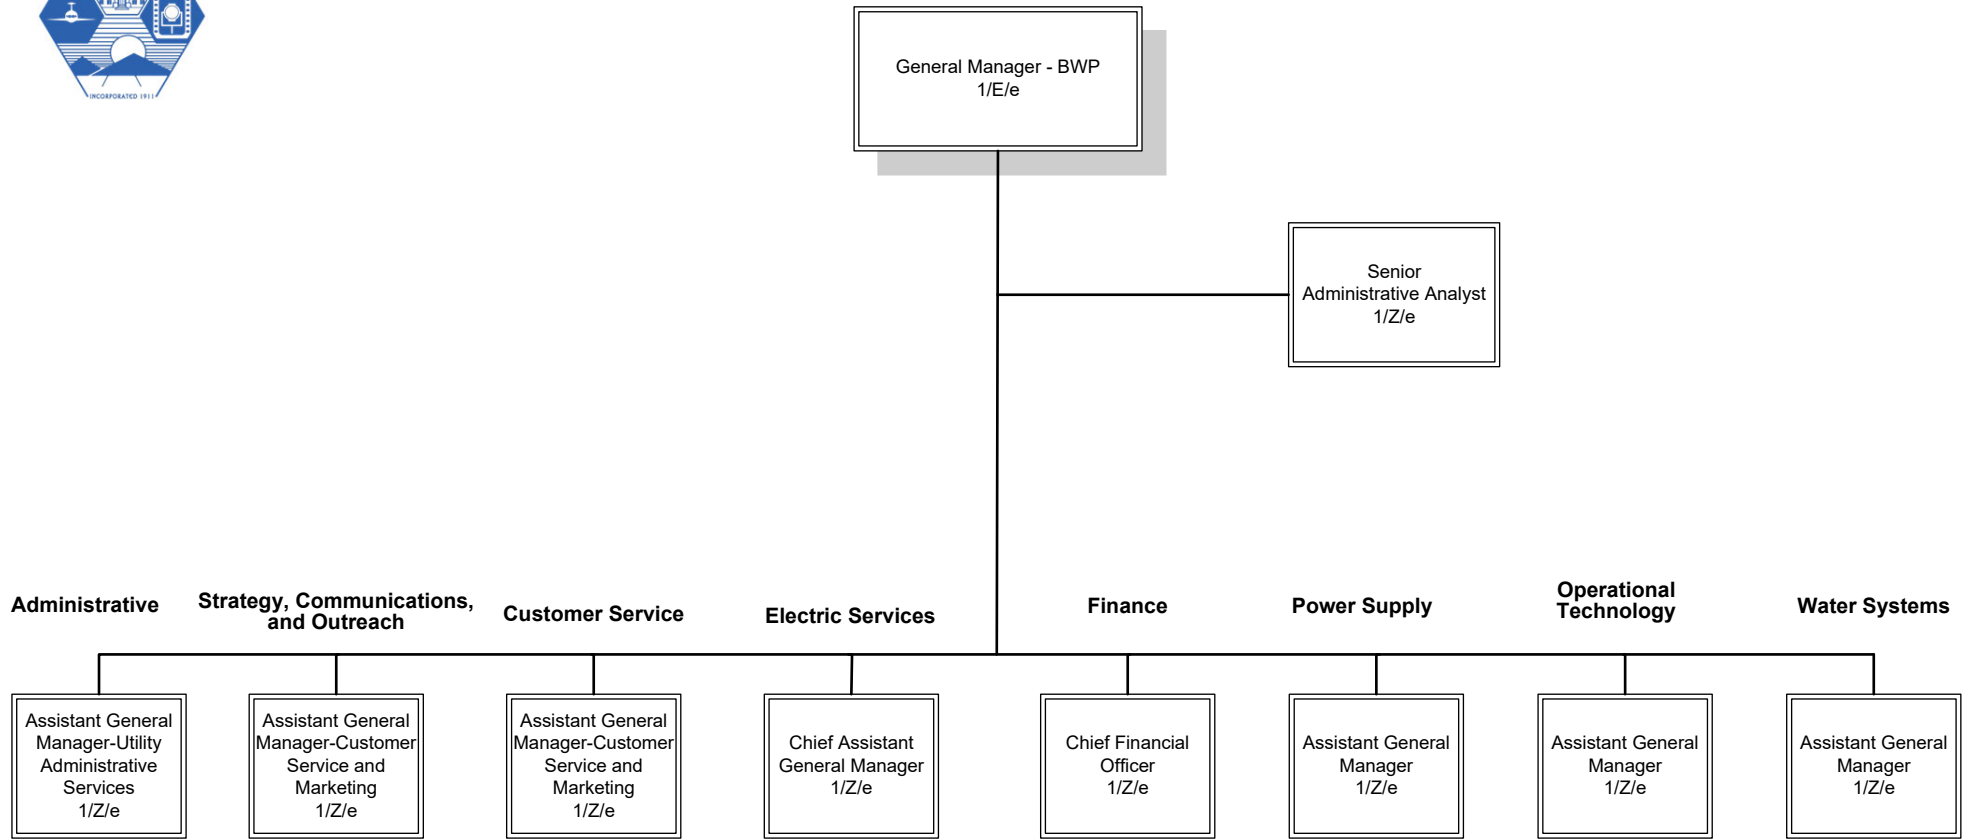 INCORPORATED 1911
General Manager - BWP
1/E/e
Senior
Administrative Analyst
1/Z/e
Administrative
Strategy, Communications,
and Outreach
Customer Service
Electric Services
Finance
Power Supply
Operational
Technology
Water Systems
Assistant General
Manager-Utility
Administrative
Services
1/Z/e
Assistant General
Manager-Customer
Service and
Marketing
1/Z/e
Assistant General
Manager-Customer
Service and
Marketing
1/Z/e
Chief Assistant
General Manager
1/Z/e
Chief Financial
Officer
1/Z/e
Assistant General
Manager
1/Z/e
Assistant General
Manager
1/Z/e
Assistant General
Manager
1/Z/e